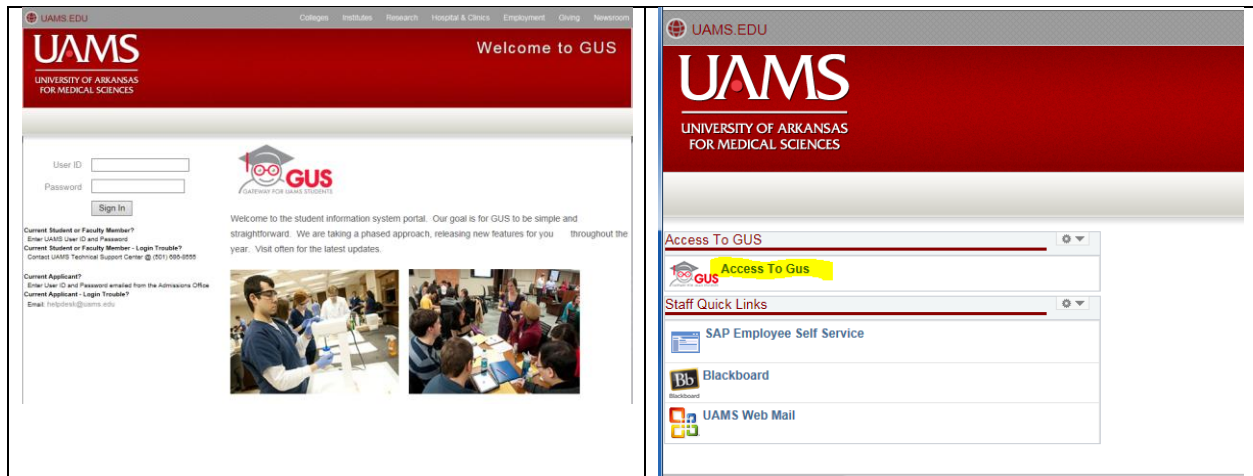 UAMS.EDU
Colleges Institutes Research Hospital & Clinics Employment Giving Newsroom
UAMS
UNIVERSITY OF ARKANSAS
FOR MEDICAL SCIENCES
Welcome to GUS
User ID
Password
Sign In
Current Student or Faculty Member?
Enter UAMS User ID and Password
Current Student or Faculty Member - Login Trouble?
Contact UAMS Technical Support Center @ (501) 686-8555
Current Applicant?
Enter User ID and Password emailed from the Admissions Office
Current Applicant - Login Trouble?
Email: helpdesk@uams.edu
GUS
GATEWAY FOR UAMS STUDENTS
Welcome to the student information system portal. Our goal is for GUS to be simple and
straightforward. We are taking a phased approach, releasing new features for you throughout the
year. Visit often for the latest updates.
UAMS.EDU
UAMS
UNIVERSITY OF ARKANSAS
FOR MEDICAL SCIENCES
Access To GUS
GUS
Access To Gus
Staff Quick Links
SAP Employee Self Service
Bb
Blackboard
Blackboard
UAMS Web Mail